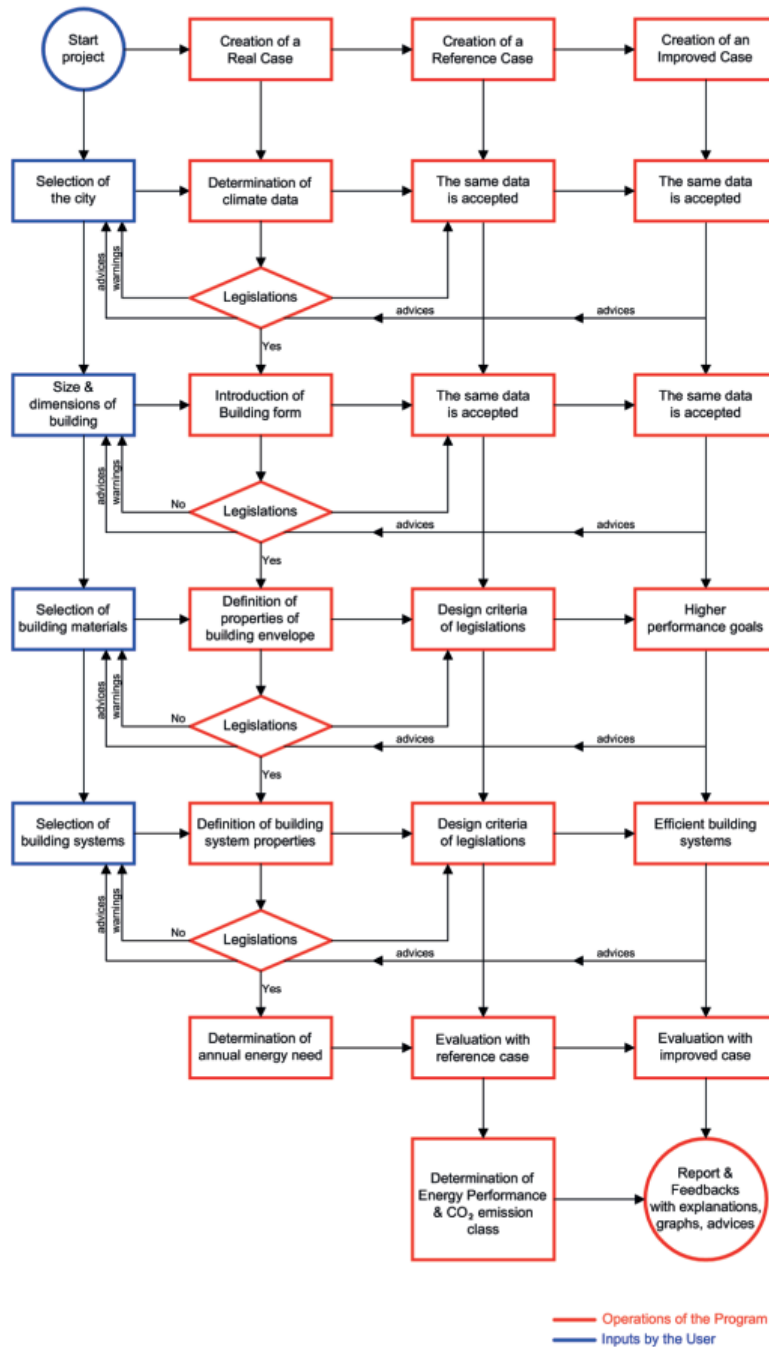 Start
project
Creation of a
Real Case
Creation of a
Reference Case
Creation of an
Improved Case
Selection of
the city
Determination of
climate data
The same data
is accepted
The same data
is accepted
advices
warnings
Legislations
advices
advices
Yes
Size &
dimensions of
building
Introduction of
Building form
The same data
is accepted
The same data
is accepted
advices
warnings
No
Legislations
advices
advices
Yes
Selection of
building materials
Definition of
properties of
building envelope
Design criteria
of legislations
Higher
performance goals
advices
warnings
No
Legislations
advices
advices
Yes
Selection of
building systems
Definition of building
system properties
Design criteria
of legislations
Efficient building
systems
advices
warnings
No
Legislations
advices
advices
Yes
Determination of
annual energy need
Evaluation with
reference case
Evaluation with
improved case
Determination of
Energy Performance
& CO₂ emission
class
Report &
Feedbacks
with explanations,
graphs, advices
Operations of the Program
Inputs by the User